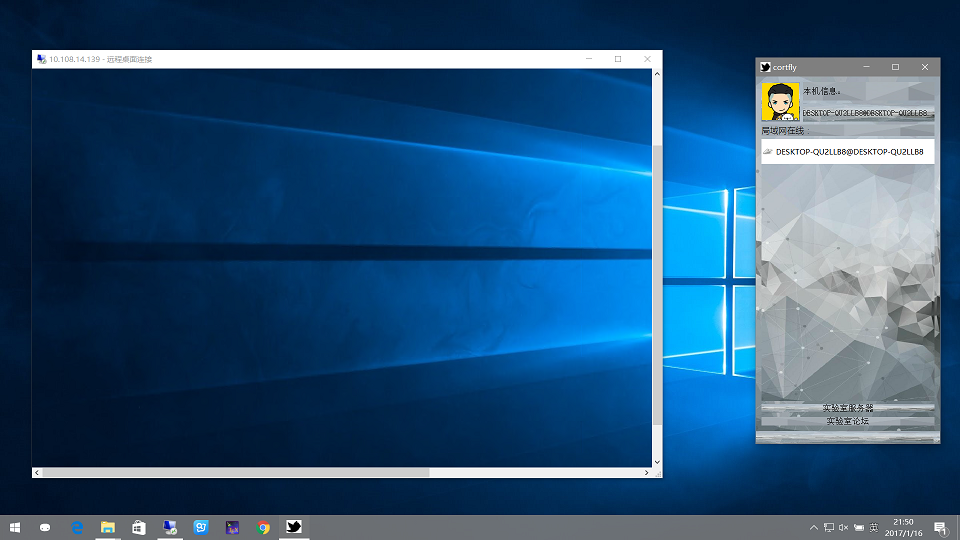 10.108.14.139 - 远程桌面连接
cortfly
本机信息。
DESKTOP-QU2LLB8@DESKTOP-QU2LLB8
局域网在线：
DESKTOP-QU2LLB8@DESKTOP-QU2LLB8
实验室服务器
实验室论坛
英
21:50
2017/1/16
1